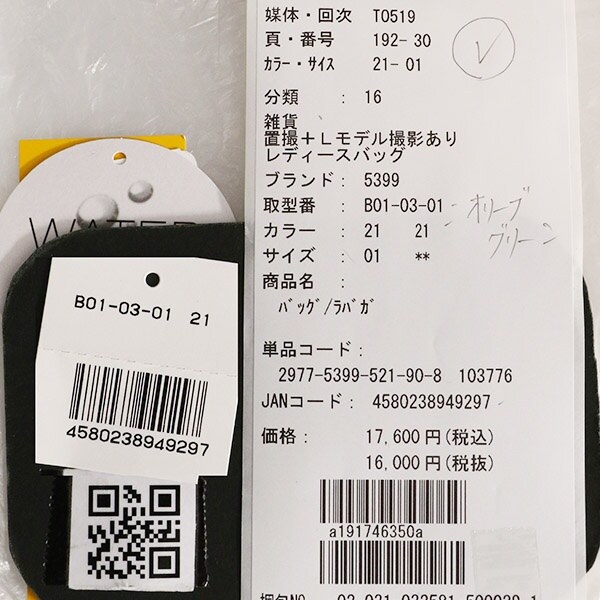 媒体・回次 T0519
頁・番号 192-30
カラー・サイズ 21-01
分類 : 16
雑貨
置撮+Lモデル撮影あり
レディースバッグ
ブランド : 5399
取型番 : B01-03-01
オリーブ
カラー : 21 21
グリーン
サイズ : 01 **
商品名 :
バッグ/ラバガ
単品コード :
2977-5399-521-90-8 103776
JANコード : 4580238949297
価格 : 17,600円(税込)
16,000円(税抜)
a191746350a
WATER
B01-03-01 21
4580238949297